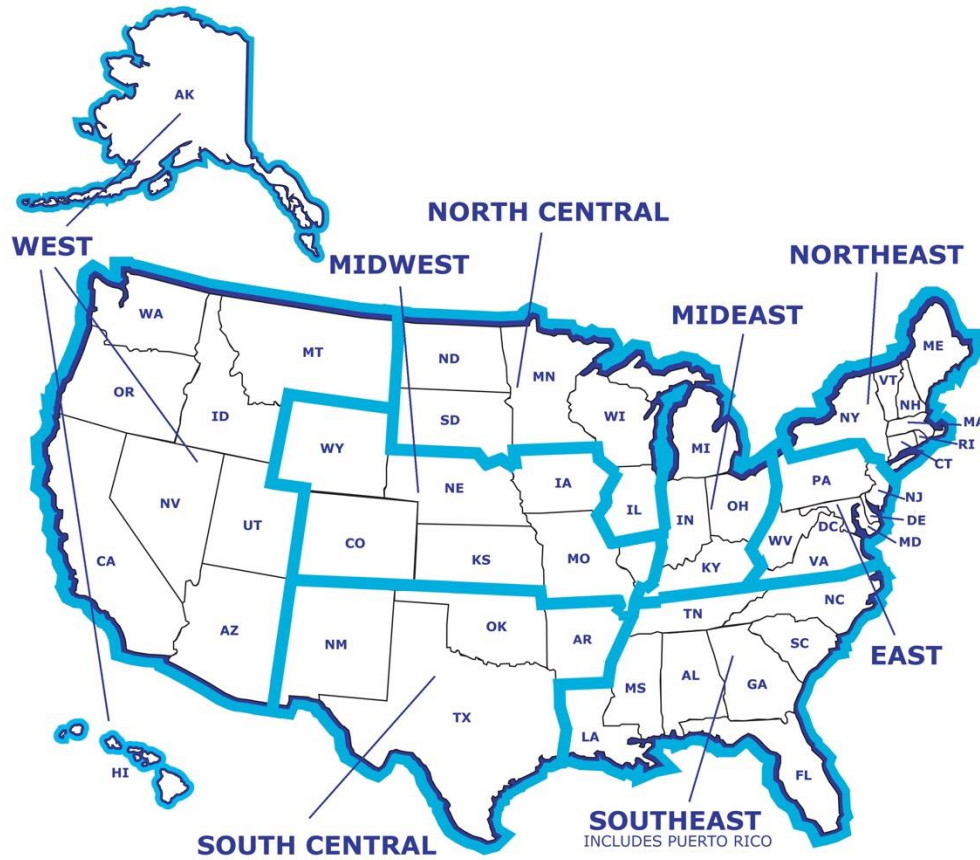 AK
NORTH CENTRAL
WEST
MIDWEST
NORTHEAST
MIDEAST
WA
MT
ND
MN
ME
VT
OR
ID
SD
WI
MI
NY
NH
MA
RI
CT
WY
NE
IA
PA
NV
UT
CO
KS
MO
IL
IN
OH
NJ
DE
MD
DC
WV
VA
KY
CA
AZ
NM
OK
AR
TN
NC
SC
EAST
MS
AL
GA
TX
LA
FL
HI
SOUTH CENTRAL
SOUTHEAST
INCLUDES PUERTO RICO